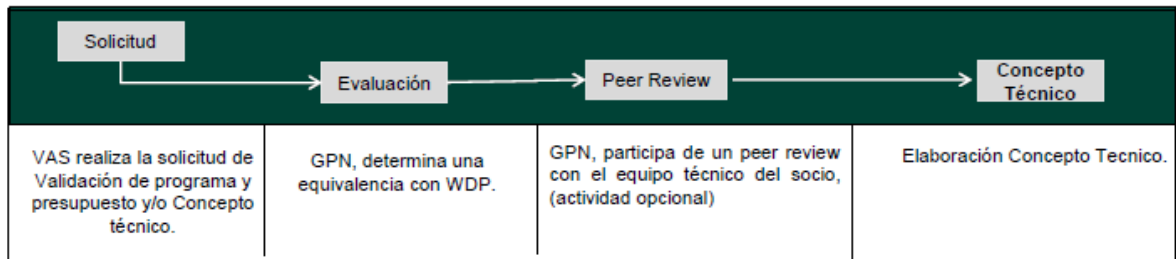 Solicitud
Evaluación
Peer Review
Concepto
Técnico
VAS realiza la solicitud de
Validación de programa y
presupuesto y/o Concepto
técnico.
GPN, determina una
equivalencia con WDP.
GPN, participa de un peer review
con el equipo técnico del socio,
(actividad opcional)
Elaboración Concepto Tecnico.